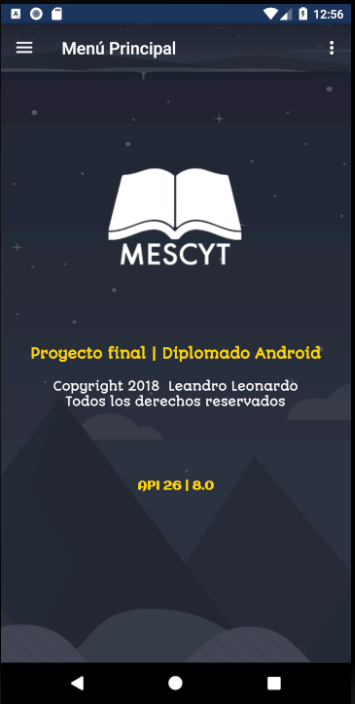 12:56
Menú Principal
MESCYT
Proyecto final | Diplomado Android
Copyright 2018 Leandro Leonardo
Todos los derechos reservados
API 26 | 8.0